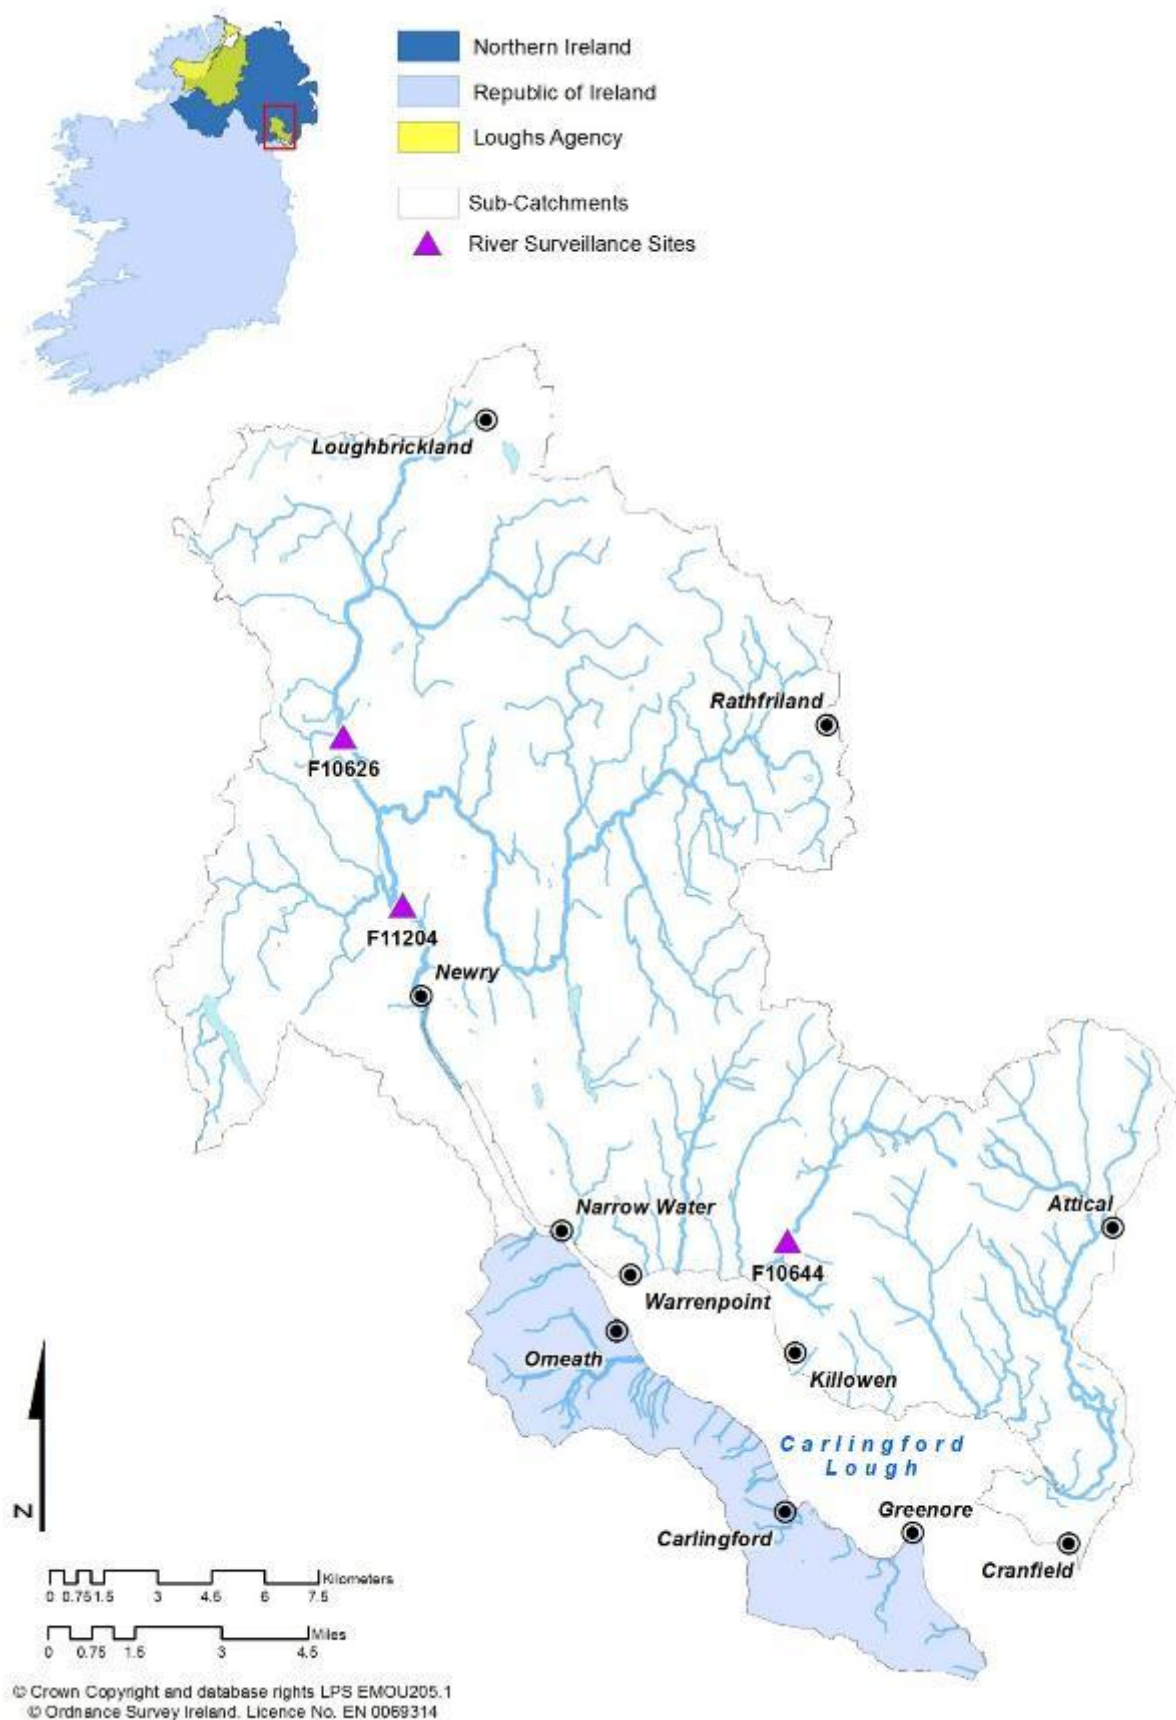 Northern Ireland
Republic of Ireland
Loughs Agency
Sub-Catchments
River Surveillance Sites
Loughbrickland
Rathfriland
F10626
F11204
Newry
Narrow Water
Attical
F10644
Warrenpoint
Omeath
Killowen
Carlingford
Lough
Greenore
Carlingford
Cranfield
N
Kilometers
0 0.75 1.5 3 4.5 6 7.5
Miles
0 0.75 1.5 3 4.5
© Crown Copyright and database rights LPS EMOU205.1
© Ordnance Survey Ireland. Licence No. EN 0069314